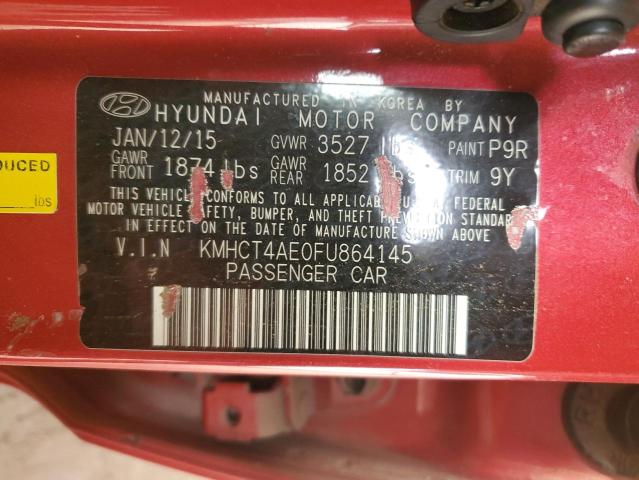 MANUFACTURED IN KOREA BY
HYUNDAI MOTOR COMPANY
JAN/12/15 GVWR 3527 lbs PAINT P9R
GAWR FRONT 1874 lbs GAWR REAR 1852 lbs TRIM 9Y
THIS VEHICLE CONFORMS TO ALL APPLICABLE U.S. FEDERAL
MOTOR VEHICLE SAFETY, BUMPER, AND THEFT PREVENTION STANDARDS
IN EFFECT ON THE DATE OF MANUFACTURE SHOWN ABOVE
V.I.N KMHCT4AE0FU864145
PASSENGER CAR
DUCED
lbs